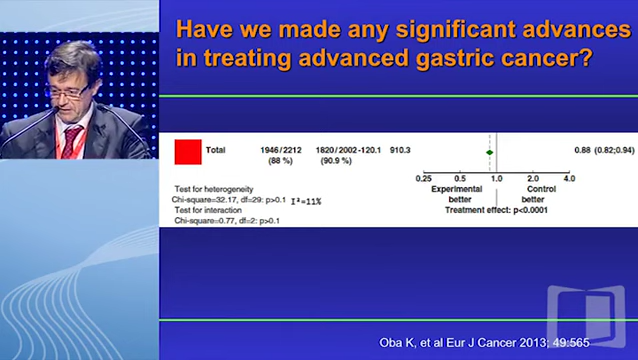 Have we made any significant advances
in treating advanced gastric cancer?
Total 1946/2212 1820/2002 -120.1 910.3 0.88 (0.82;0.94)
(88 %) (90.9 %)
0.25 0.5 1.0 2.0 4.0
Test for heterogeneity Experimental Control
Chi-square=32.17, df=29: p>0.1 I²=11% better better
Test for interaction Treatment effect: p<0.0001
Chi-square=0.77, df=2: p>0.1
Oba K, et al Eur J Cancer 2013; 49:565